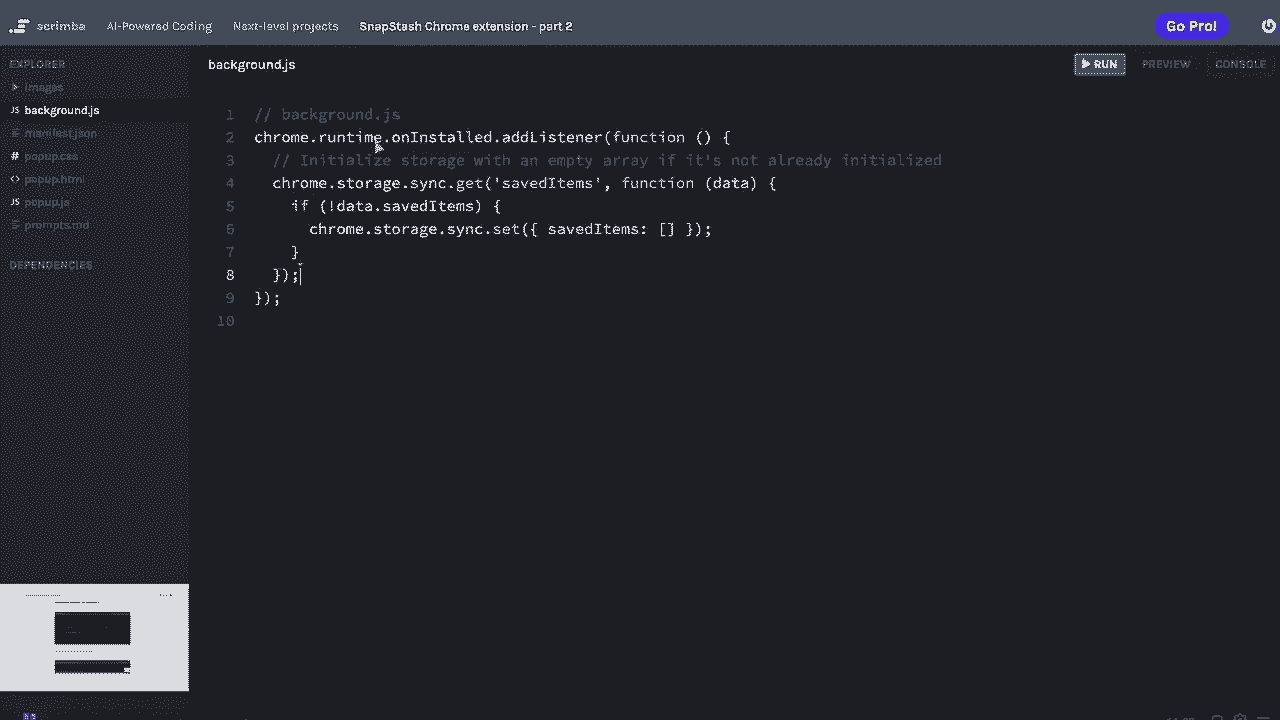 scrimba AI-Powered Coding Next-level projects SnapStash Chrome extension - part 2 Go Pro!
EXPLORER
images
JS background.js
manifest.json
# popup.css
<> popup.html
JS popup.js
prompts.md
DEPENDENCIES
background.js
RUN PREVIEW CONSOLE
1 // background.js
2 chrome.runtime.onInstalled.addListener(function () {
3 // Initialize storage with an empty array if it's not already initialized
4 chrome.storage.sync.get('savedItems', function (data) {
5 if (!data.savedItems) {
6 chrome.storage.sync.set({ savedItems: [] });
7 }
8 });
9 });
10